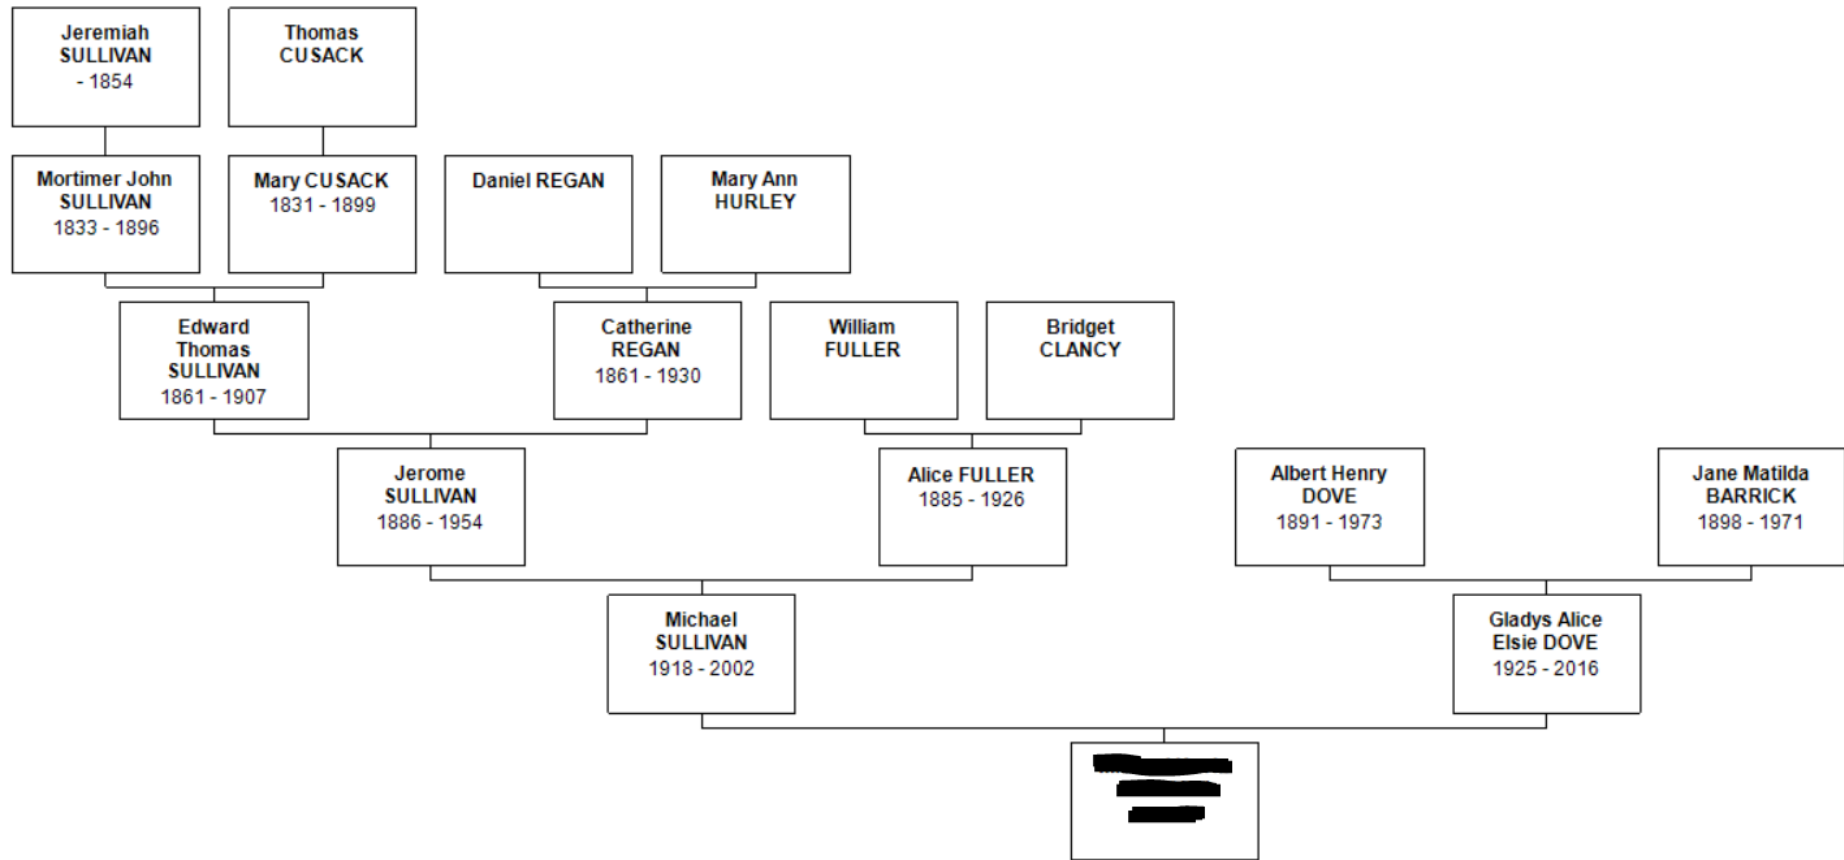 Jeremiah
SULLIVAN
- 1854
Thomas
CUSACK
Mortimer John
SULLIVAN
1833 - 1896
Mary CUSACK
1831 - 1899
Daniel REGAN
Mary Ann
HURLEY
Edward
Thomas
SULLIVAN
1861 - 1907
Catherine
REGAN
1861 - 1930
William
FULLER
Bridget
CLANCY
Jerome
SULLIVAN
1886 - 1954
Alice FULLER
1885 - 1926
Albert Henry
DOVE
1891 - 1973
Jane Matilda
BARRICK
1898 - 1971
Michael
SULLIVAN
1918 - 2002
Gladys Alice
Elsie DOVE
1925 - 2016